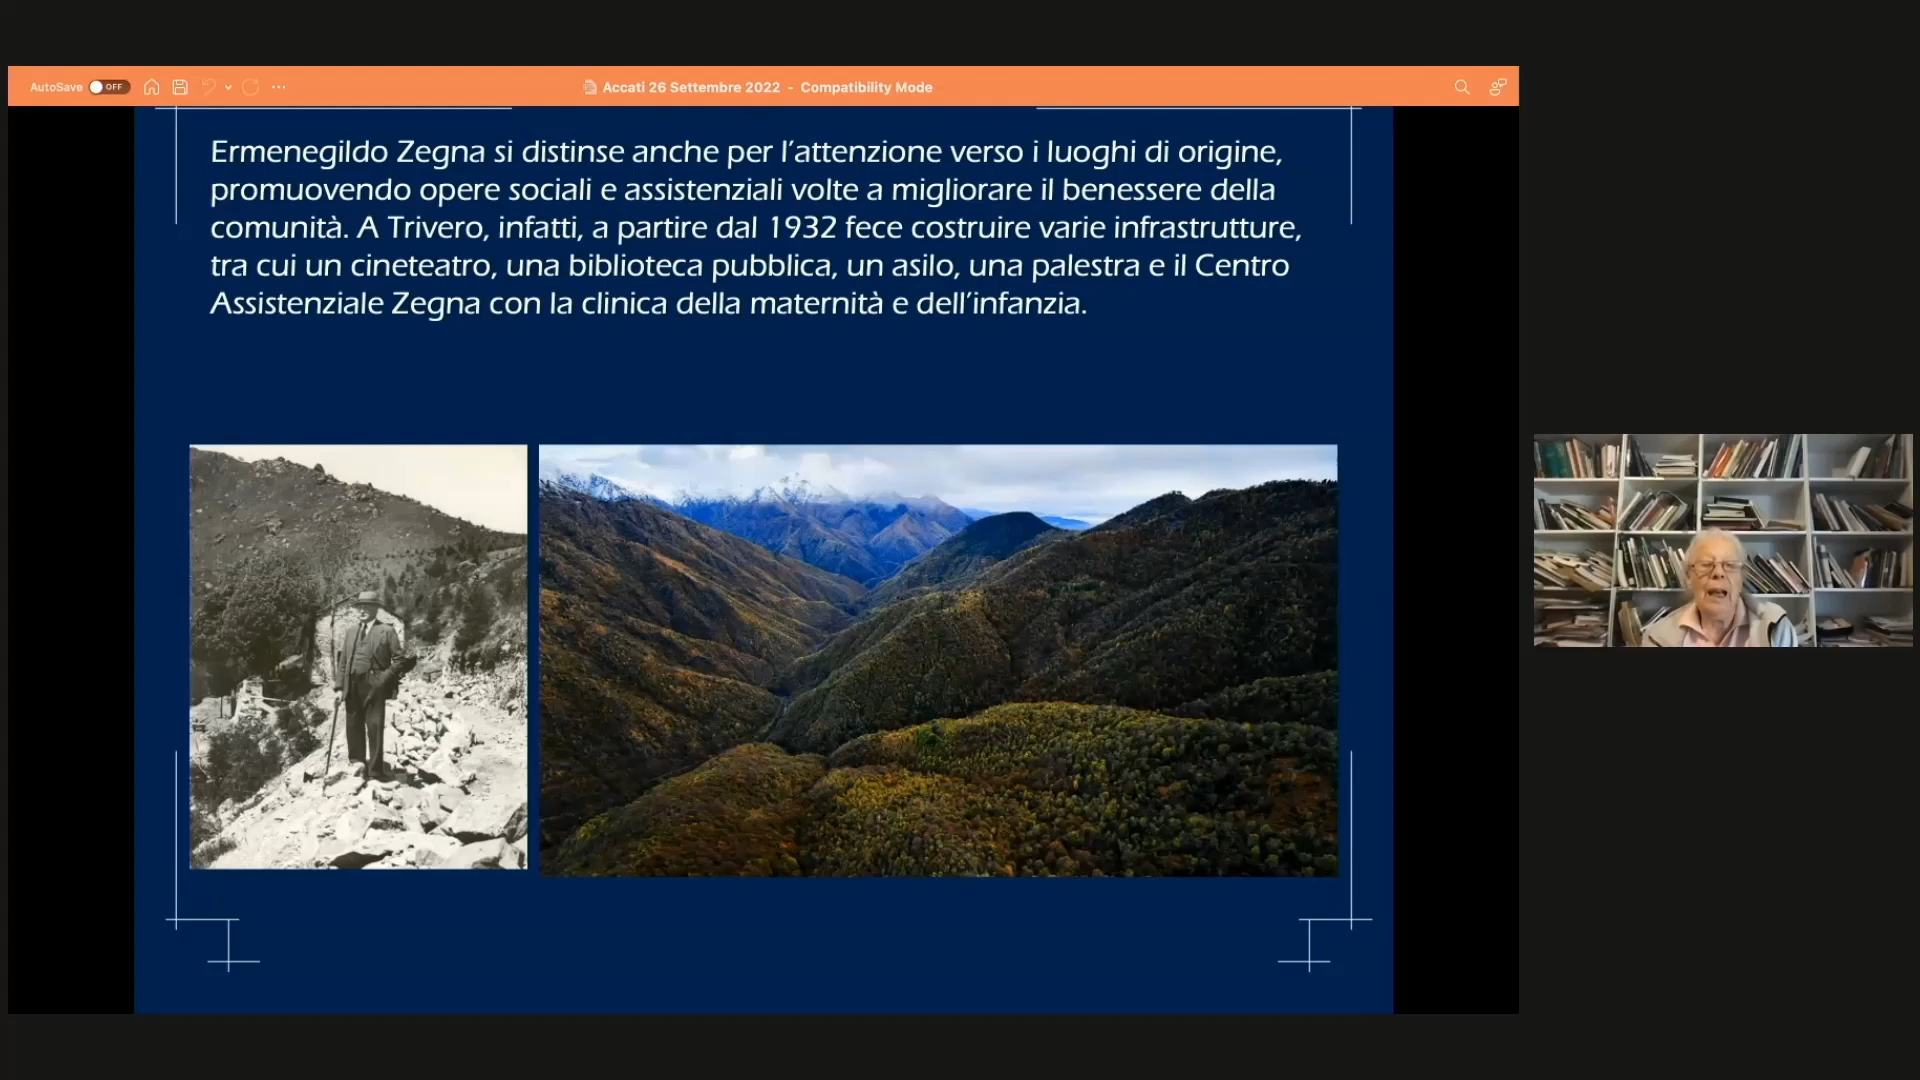 AutoSave OFF
Accati 26 Settembre 2022 - Compatibility Mode
Ermenegildo Zegna si distinse anche per l'attenzione verso i luoghi di origine,
promuovendo opere sociali e assistenziali volte a migliorare il benessere della
comunità. A Trivero, infatti, a partire dal 1932 fece costruire varie infrastrutture,
tra cui un cineteatro, una biblioteca pubblica, un asilo, una palestra e il Centro
Assistenziale Zegna con la clinica della maternità e dell'infanzia.